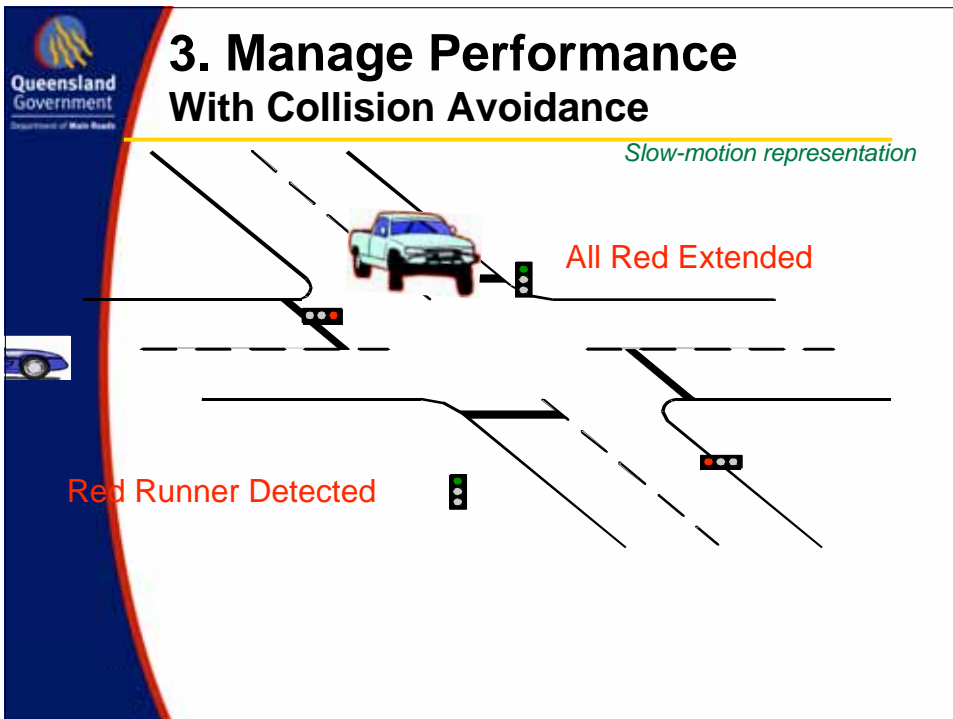 Queensland
Government
Department of Main Roads
3. Manage Performance
With Collision Avoidance
Slow-motion representation
All Red Extended
Red Runner Detected